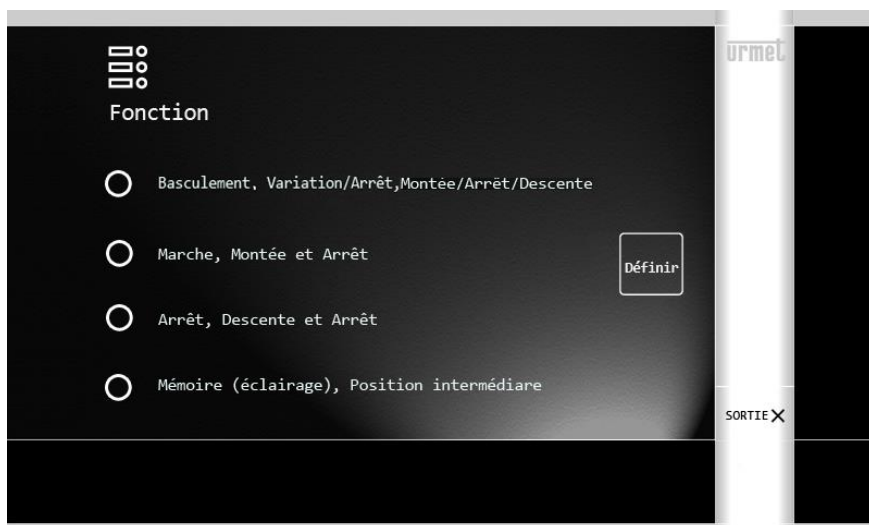 urmet
Fonction
Basculement, Variation/Arrêt,Montée/Arrêt/Descente
Marche, Montée et Arrêt
Définir
Arrêt, Descente et Arrêt
Mémoire (éclairage), Position intermédiare
SORTIE